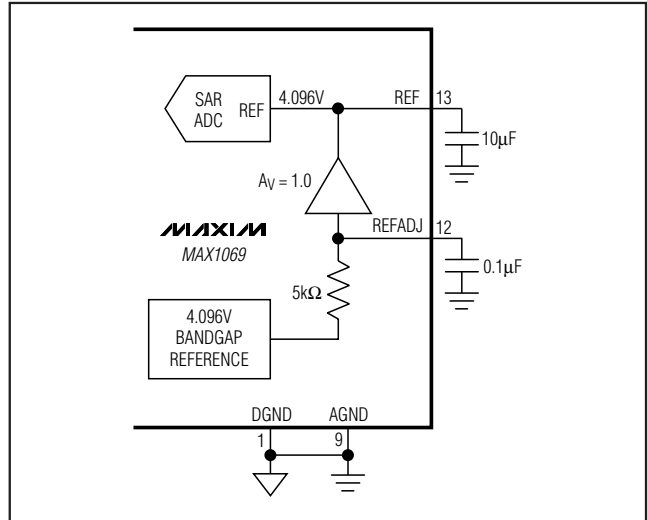 SAR
ADC
REF
4.096V
REF
13
10µF
AV = 1.0
REFADJ
12
MAXIM
MAX1069
0.1µF
5kΩ
4.096V
BANDGAP
REFERENCE
DGND
AGND
1
9